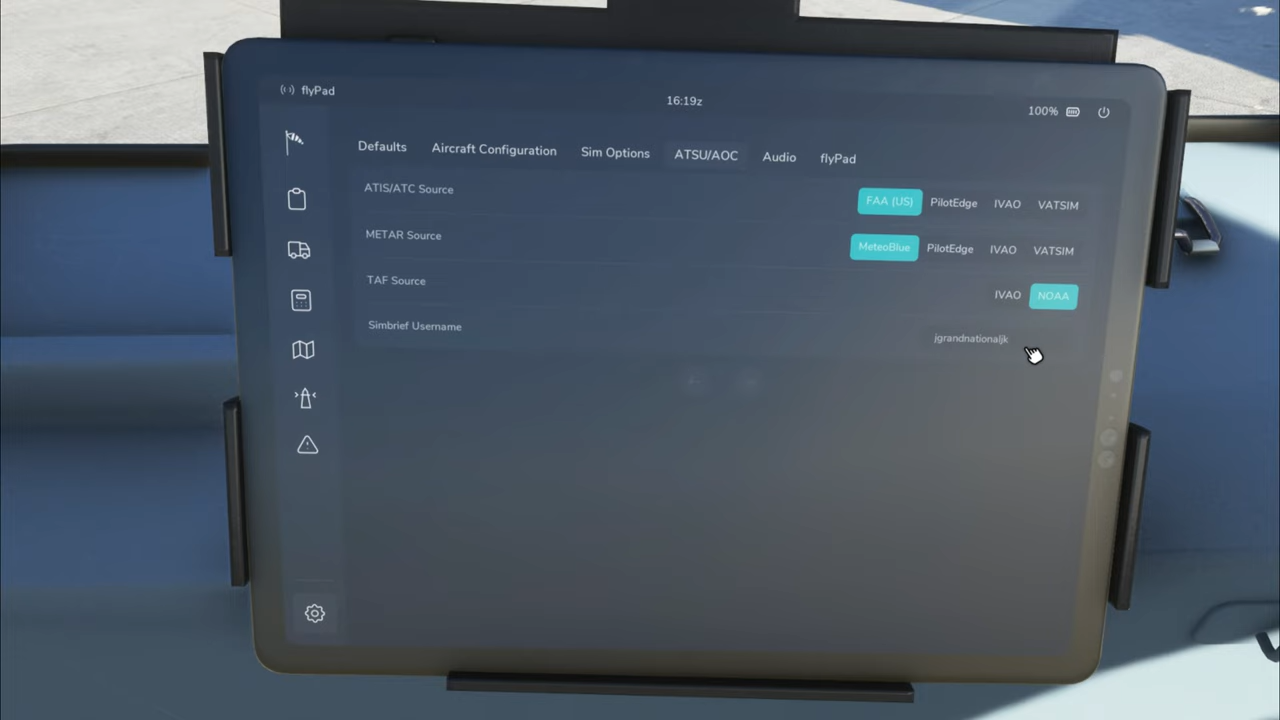 flyPad
16:19z
100%
Defaults Aircraft Configuration Sim Options ATSU/AOC Audio flyPad
ATIS/ATC Source FAA (US) PilotEdge IVAO VATSIM
METAR Source MeteoBlue PilotEdge IVAO VATSIM
TAF Source IVAO NOAA
Simbrief Username jgrandnationaljk